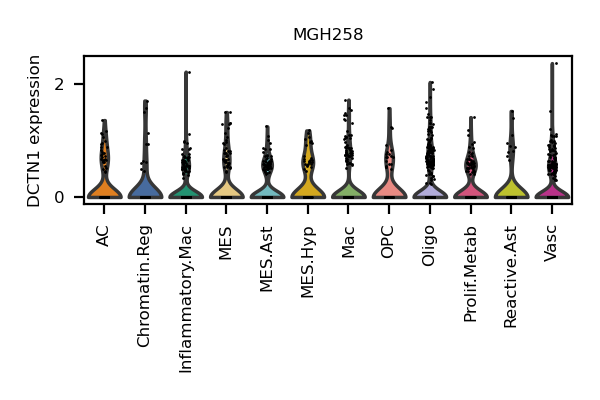 MGH258
DCTN1 expression
2
0
AC
Chromatin.Reg
Inflammatory.Mac
MES
MES.Ast
MES.Hyp
Mac
OPC
Oligo
Prolif.Metab
Reactive.Ast
Vasc